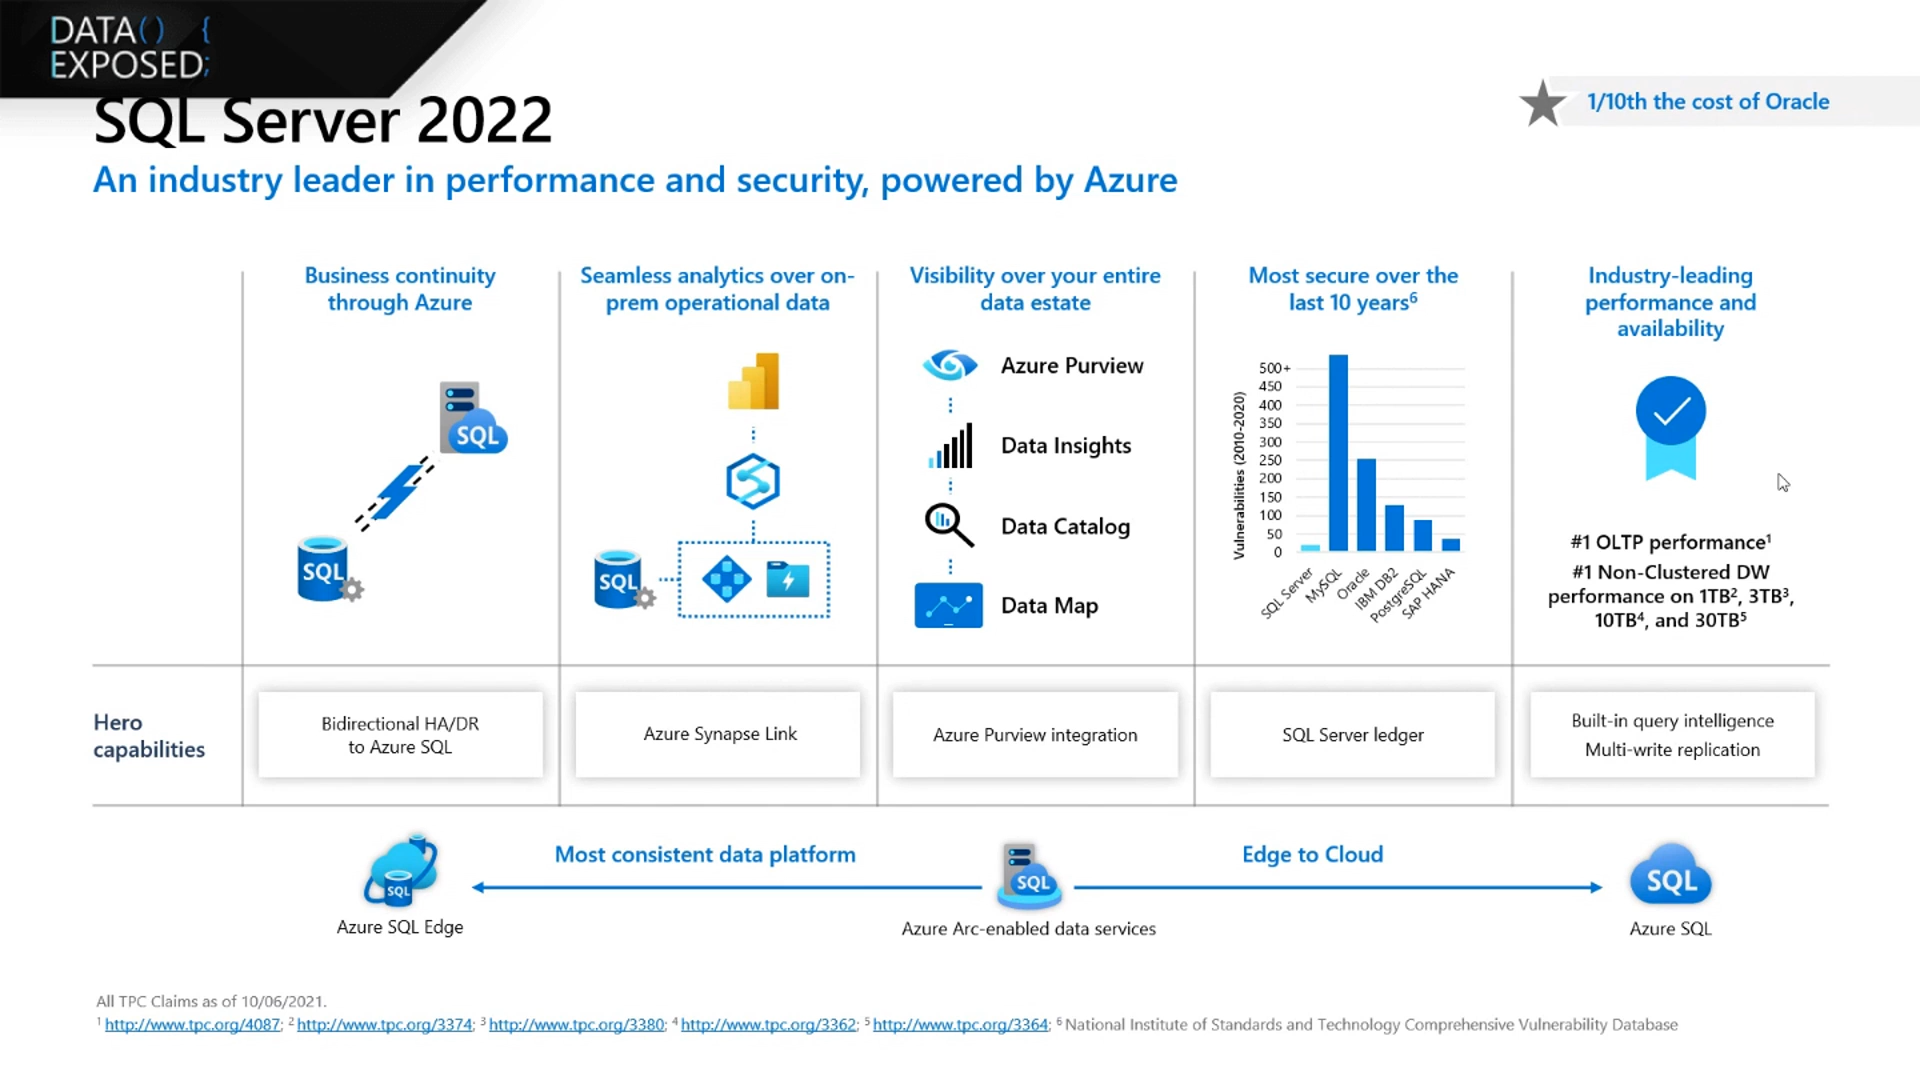 DATA() {
EXPOSED;
SQL Server 2022
1/10th the cost of Oracle
An industry leader in performance and security, powered by Azure
Business continuity
through Azure
SQL
SQL
Seamless analytics over on-
prem operational data
SQL
Visibility over your entire
data estate
Azure Purview
Data Insights
Data Catalog
Data Map
Most secure over the
last 10 years⁶
Vulnerabilities (2010-2020)
500+
450
400
350
300
250
200
150
100
50
0
SQL Server
MySQL
Oracle
IBM DB2
PostgreSQL
SAP HANA
Industry-leading
performance and
availability
#1 OLTP performance¹
#1 Non-Clustered DW
performance on 1TB², 3TB³,
10TB⁴, and 30TB⁵
Hero
capabilities
Bidirectional HA/DR
to Azure SQL
Azure Synapse Link
Azure Purview integration
SQL Server ledger
Built-in query intelligence
Multi-write replication
SQL
Azure SQL Edge
Most consistent data platform
SQL
Azure Arc-enabled data services
Edge to Cloud
SQL
Azure SQL
All TPC Claims as of 10/06/2021.
¹ http://www.tpc.org/4087; ² http://www.tpc.org/3374; ³ http://www.tpc.org/3380; ⁴ http://www.tpc.org/3362; ⁵ http://www.tpc.org/3364; ⁶ National Institute of Standards and Technology Comprehensive Vulnerability Database